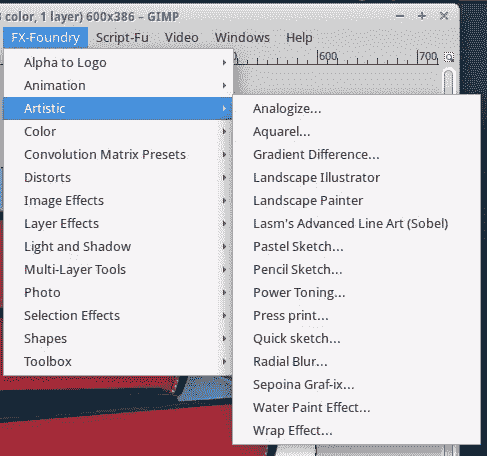 color, 1 layer) 600x386 – GIMP
FX-Foundry Script-Fu Video Windows Help
600 700
Alpha to Logo
Animation
Artistic
Color
Convolution Matrix Presets
Distorts
Image Effects
Layer Effects
Light and Shadow
Multi-Layer Tools
Photo
Selection Effects
Shapes
Toolbox
Analogize...
Aquarel...
Gradient Difference...
Landscape Illustrator
Landscape Painter
Lasm's Advanced Line Art (Sobel)
Pastel Sketch...
Pencil Sketch...
Power Toning...
Press print...
Quick sketch...
Radial Blur...
Sepoina Graf-ix...
Water Paint Effect...
Wrap Effect...